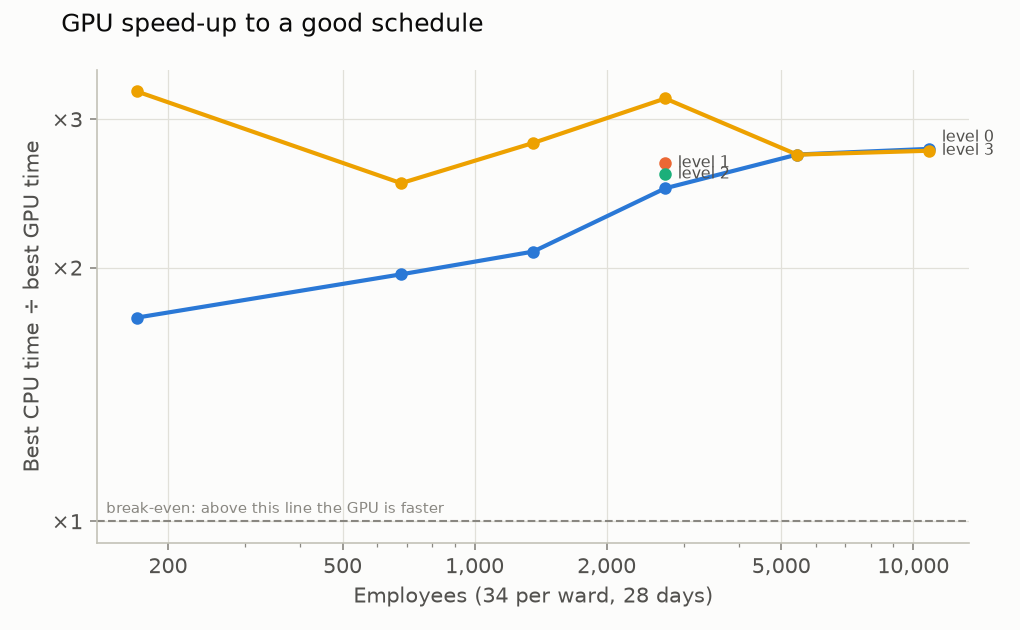 GPU speed-up to a good schedule
Best CPU time ÷ best GPU time
×3
×2
×1
level 0
level 3
level 1
level 2
break-even: above this line the GPU is faster
200
500
1,000
2,000
5,000
10,000
Employees (34 per ward, 28 days)